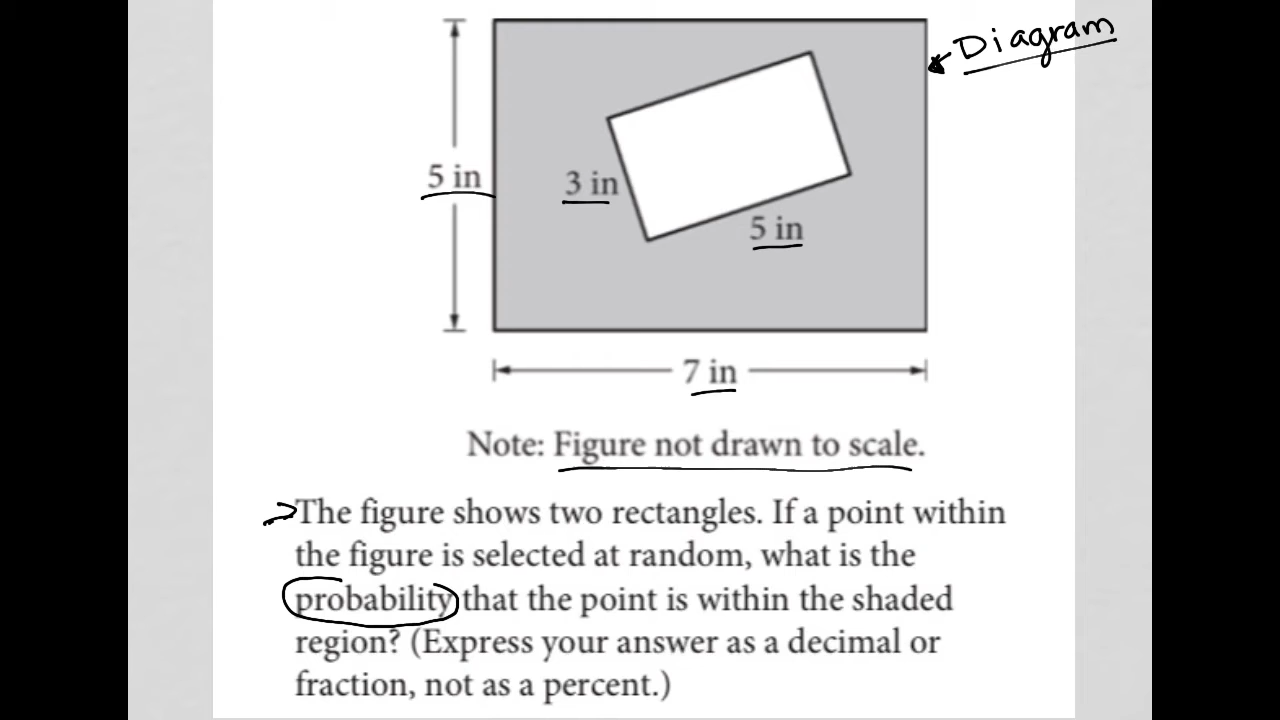 Diagram
5 in
3 in
5 in
7 in
Note: Figure not drawn to scale.
The figure shows two rectangles. If a point within
the figure is selected at random, what is the
probability that the point is within the shaded
region? (Express your answer as a decimal or
fraction, not as a percent.)